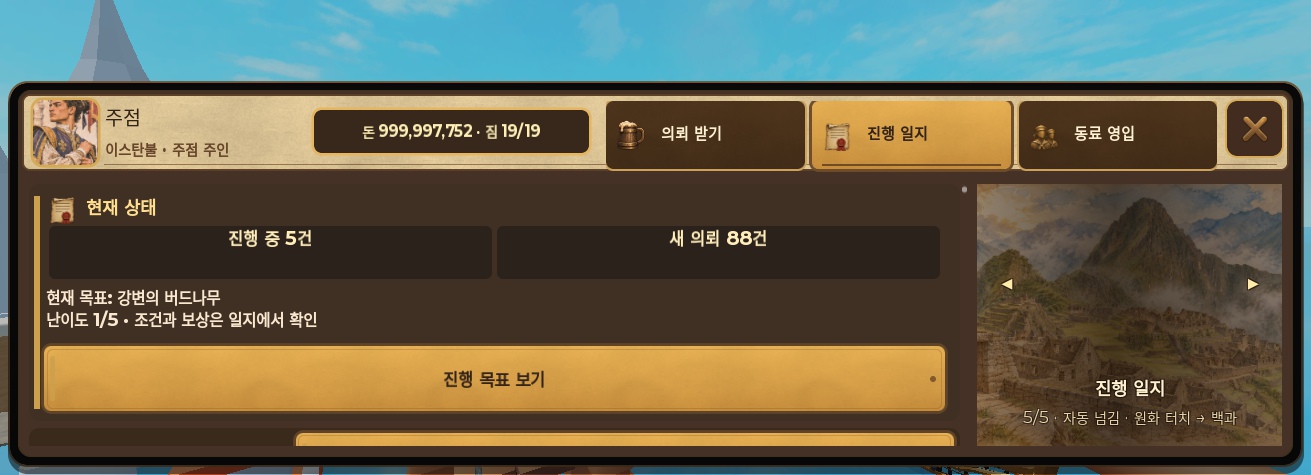 주점
이스탄불 • 주점 주인
돈 999,997,752 · 짐 19/19
의뢰 받기
진행 일지
동료 영입
현재 상태
진행 중 5건
새 의뢰 88건
현재 목표: 강변의 버드나무
난이도 1/5 • 조건과 보상은 일지에서 확인
진행 목표 보기
진행 일지
5/5 · 자동 넘김 · 원화 터치 → 백과